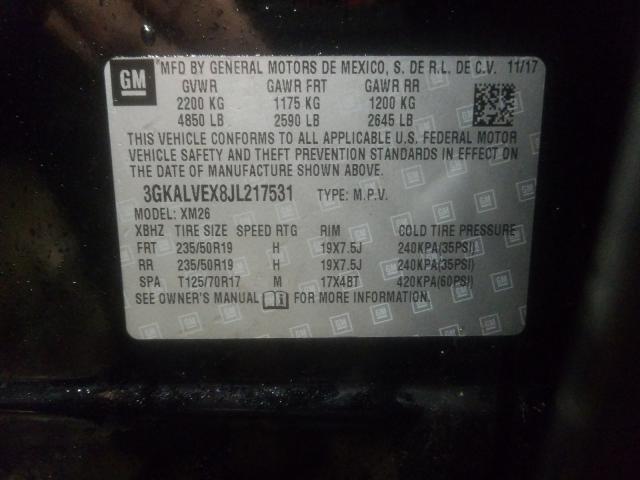 GM
*MFD BY GENERAL MOTORS DE MEXICO, S. DE R.L. DE C.V. 11/17
GVWR GAWR FRT GAWR RR
2200 KG 1175 KG 1200 KG
4850 LB 2590 LB 2645 LB
THIS VEHICLE CONFORMS TO ALL APPLICABLE U.S. FEDERAL MOTOR
VEHICLE SAFETY AND THEFT PREVENTION STANDARDS IN EFFECT ON
THE DATE OF MANUFACTURE SHOWN ABOVE.
3GKALVEX8JL217531 TYPE: M.P.V.
MODEL: XM26
XBHZ TIRE SIZE SPEED RTG RIM COLD TIRE PRESSURE
FRT 235/50R19 H 19X7.5J 240KPA(35PSI)
RR 235/50R19 H 19X7.5J 240KPA(35PSI)
SPA T125/70R17 M 17X4BT 420KPA(60PSI)
SEE OWNER'S MANUAL FOR MORE INFORMATION.